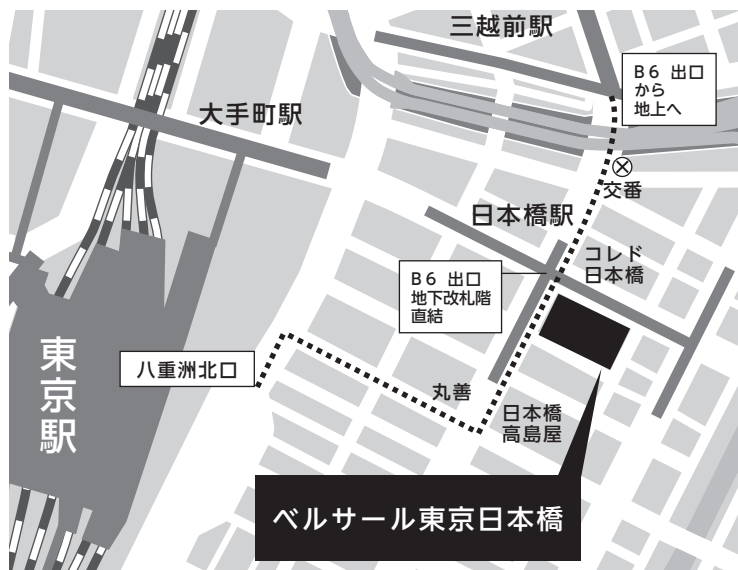 三越前駅
B6 出口
から
地上へ
大手町駅
交番
日本橋駅
コレド
日本橋
B6 出口
地下改札階
直結
東京駅
八重洲北口
丸善
日本橋
高島屋
ベルサール東京日本橋